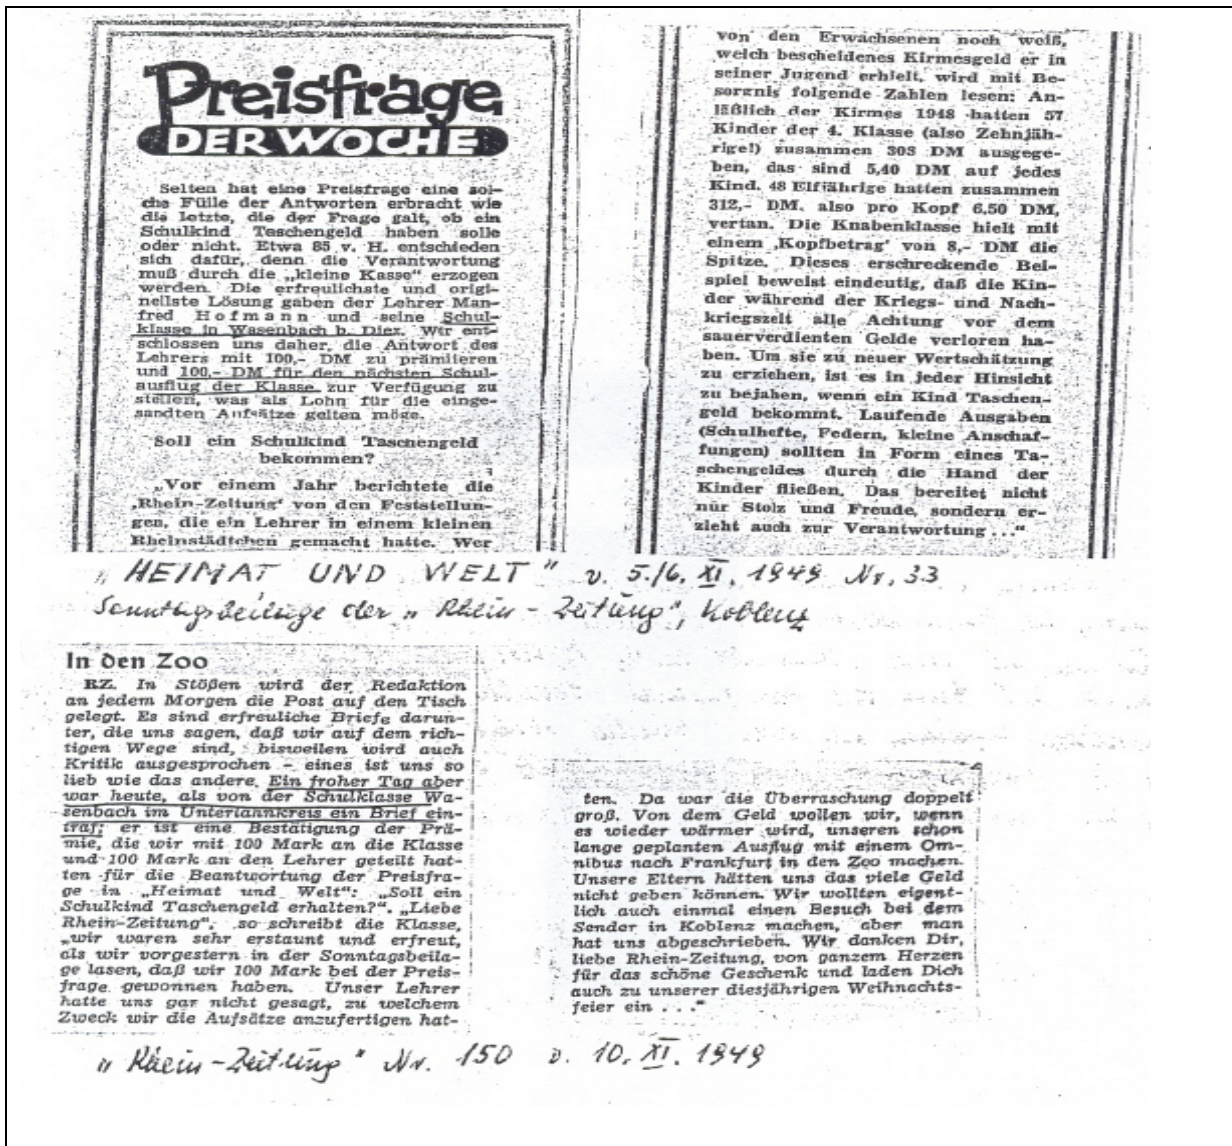 Preisfrage
DER WOCHE
Selten hat eine Preisfrage eine sol-
che Fülle der Antworten erbracht wie
die letzte, die der Frage galt, ob ein
Schulkind Taschengeld haben solle
oder nicht. Etwa 85 v. H. entschieden
sich dafür, denn die Verantwortung
muß durch die „kleine Kasse“ erzogen
werden. Die erfreulichste und origi-
nellste Lösung gaben der Lehrer Man-
fred Hofmann und seine Schul-
klasse in Wasenbach b. Diez. Wir ent-
schlossen uns daher, die Antwort des
Lehrers mit 100,- DM zu prämiieren
und 100,- DM für den nächsten Schul-
ausflug der Klasse zur Verfügung zu
stellen, was als Lohn für die einge-
sandten Aufsätze gelten möge.
Soll ein Schulkind Taschengeld
bekommen?
„Vor einem Jahr berichtete die
‚Rhein-Zeitung‘ von den Feststellun-
gen, die ein Lehrer in einem kleinen
Rheinstädtchen gemacht hatte. Wer
von den Erwachsenen noch weiß,
welch bescheidenes Kirmesgeld er in
seiner Jugend erhielt, wird mit Be-
sorgnis folgende Zahlen lesen: An-
läßlich der Kirmes 1948 hatten 57
Kinder der 4. Klasse (also Zehnjäh-
rige!) zusammen 303 DM ausgege-
ben, das sind 5,40 DM auf jedes
Kind. 48 Elfjährige hatten zusammen
312,- DM, also pro Kopf 6,50 DM,
vertan. Die Knabenklasse hielt mit
einem ‚Kopfbetrag‘ von 8,- DM die
Spitze. Dieses erschreckende Bei-
spiel beweist eindeutig, daß die Kin-
der während der Kriegs- und Nach-
kriegszeit alle Achtung vor dem
sauerverdienten Gelde verloren ha-
ben. Um sie zu neuer Wertschätzung
zu erziehen, ist es in jeder Hinsicht
zu bejahen, wenn ein Kind Taschen-
geld bekommt. Laufende Ausgaben
(Schulhefte, Federn, kleine Anschaf-
fungen) sollten in Form eines Ta-
schengeldes durch die Hand der
Kinder fließen. Das bereitet nicht
nur Stolz und Freude, sondern er-
zieht auch zur Verantwortung . . .“
„HEIMAT UND WELT“ v. 5./6. XI. 1949 Nr. 33
Sonntagsbeilage der „Rhein-Zeitung“, Koblenz
In den Zoo
RZ. In Stößen wird der Redaktion
an jedem Morgen die Post auf den Tisch
gelegt. Es sind erfreuliche Briefe darun-
ter, die uns sagen, daß wir auf dem rich-
tigen Wege sind, bisweilen wird auch
Kritik ausgesprochen – eines ist uns so
lieb wie das andere. Ein froher Tag aber
war heute, als von der Schulklasse Wa-
senbach im Unterlannkreis ein Brief ein-
traf; er ist eine Bestätigung der Prä-
mie, die wir mit 100 Mark an die Klasse
und 100 Mark an den Lehrer geteilt hat-
ten für die Beantwortung der Preisfra-
ge in „Heimat und Welt“: „Soll ein
Schulkind Taschengeld erhalten?“. „Liebe
Rhein-Zeitung“, so schreibt die Klasse,
„wir waren sehr erstaunt und erfreut,
als wir vorgestern in der Sonntagsbeila-
ge lasen, daß wir 100 Mark bei der Preis-
frage gewonnen haben. Unser Lehrer
hatte uns gar nicht gesagt, zu welchem
Zweck wir die Aufsätze anzufertigen hat-
ten. Da war die Überraschung doppelt
groß. Von dem Geld wollen wir, wenn
es wieder wärmer wird, unseren schon
lange geplanten Ausflug mit einem Om-
nibus nach Frankfurt in den Zoo machen.
Unsere Eltern hätten uns das viele Geld
nicht geben können. Wir wollten eigent-
lich auch einmal einen Besuch bei dem
Sender in Koblenz machen, aber man
hat uns abgeschrieben. Wir danken Dir,
liebe Rhein-Zeitung, von ganzem Herzen
für das schöne Geschenk und laden Dich
auch zu unserer diesjährigen Weihnachts-
feier ein . . .“
„Rhein-Zeitung“ Nr. 150 v. 10. XI. 1949